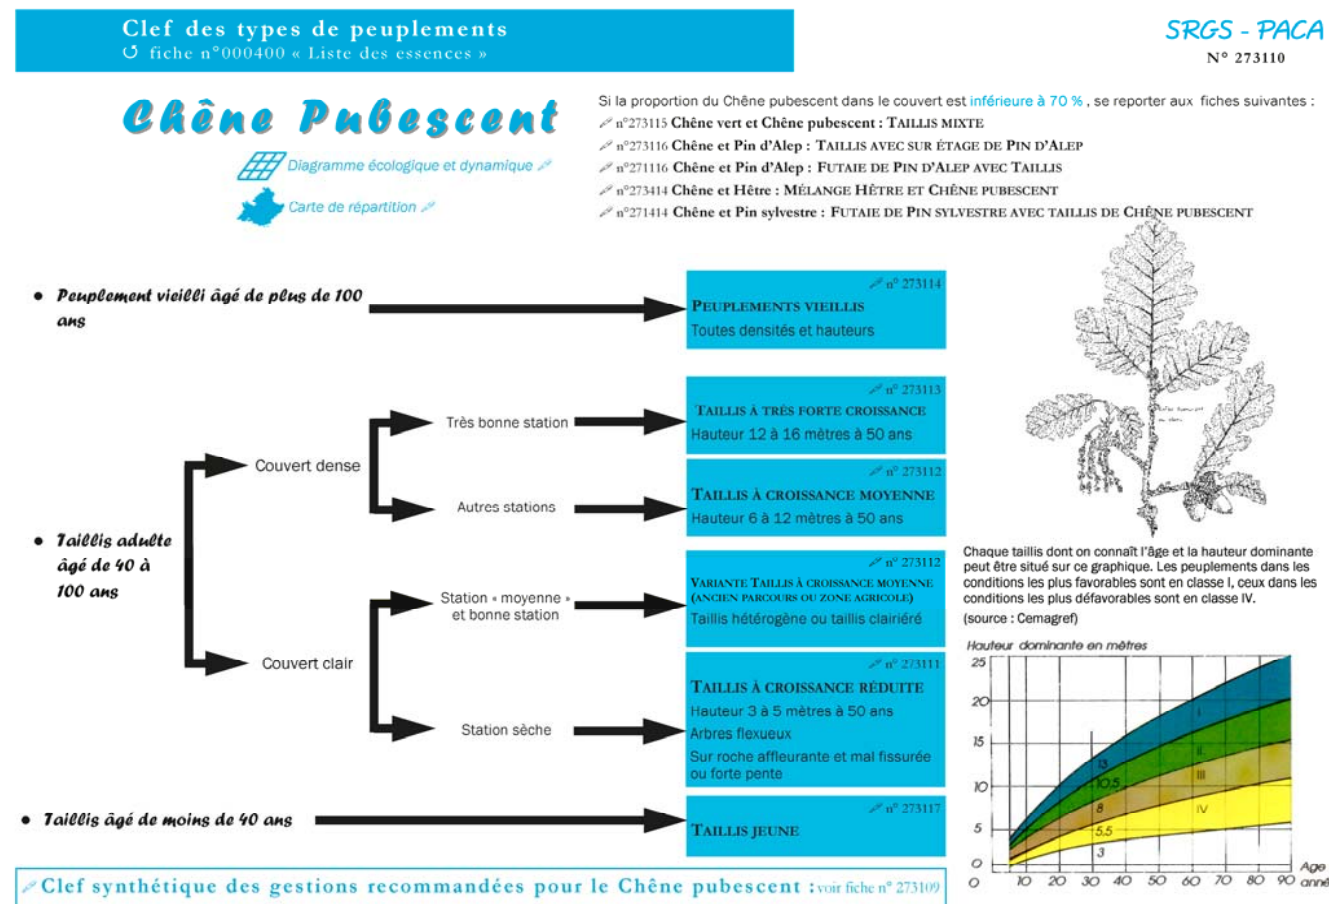 Clef des types de peuplements
fiche n°000400 « Liste des essences »
SRGS - PACA
N° 273110
Chêne Pubescent
Diagramme écologique et dynamique
Carte de répartition
Si la proportion du Chêne pubescent dans le couvert est inférieure à 70 % , se reporter aux fiches suivantes :
n°273115 Chêne vert et Chêne pubescent : TAILLIS MIXTE
n°273116 Chêne et Pin d'Alep : TAILLIS AVEC SUR ÉTAGE DE PIN D'ALEP
n°271116 Chêne et Pin d'Alep : FUTAIE DE PIN D'ALEP AVEC TAILLIS
n°273414 Chêne et Hêtre : MÉLANGE HÊTRE ET CHÊNE PUBESCENT
n°271414 Chêne et Pin sylvestre : FUTAIE DE PIN SYLVESTRE AVEC TAILLIS DE CHÊNE PUBESCENT
• Peuplement vieilli âgé de plus de 100
ans
n° 273114
PEUPLEMENTS VIEILLIS
Toutes densités et hauteurs
• Taillis adulte
âgé de 40 à
100 ans
Couvert dense
Très bonne station
n° 273113
TAILLIS À TRÉS FORTE CROISSANCE
Hauteur 12 à 16 mètres à 50 ans
Autres stations
n° 273112
TAILLIS À CROISSANCE MOYENNE
Hauteur 6 à 12 mètres à 50 ans
Couvert clair
Station « moyenne »
et bonne station
n° 273112
VARIANTE TAILLIS À CROISSANCE MOYENNE
(ANCIEN PARCOURS OU ZONE AGRICOLE)
Taillis hétérogène ou taillis clairiéré
Station sèche
n° 273111
TAILLIS À CROISSANCE RÉDUITE
Hauteur 3 à 5 mètres à 50 ans
Arbres flexueux
Sur roche affleurante et mal fissurée
ou forte pente
• Taillis âgé de moins de 40 ans
n° 273117
TAILLIS JEUNE
Chaque taillis dont on connaît l'âge et la hauteur dominante
peut être situé sur ce graphique. Les peuplements dans les
conditions les plus favorables sont en classe I, ceux dans les
conditions les plus défavorables sont en classe IV.
(source : Cemagref)
Hauteur dominante en mètres
25
20
15
10
5
0
I
II
III
IV
13
10,5
8
5,5
3
0 10 20 30 40 50 60 70 80 90
Age
Clef synthétique des gestions recommandées pour le Chêne pubescent : voir fiche n° 273109